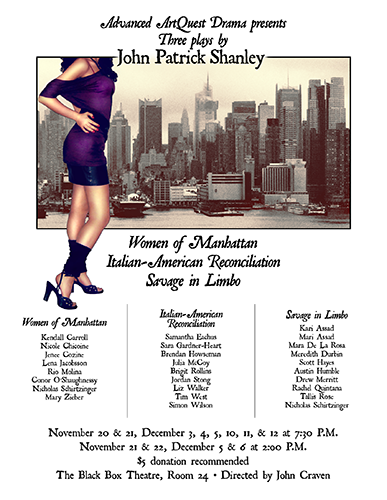 Advanced ArtQuest Drama presents
Three plays by
John Patrick Shanley
Women of Manhattan
Italian-American Reconciliation
Savage in Limbo
Women of Manhattan
Kendall Carroll
Nicole Chicoine
Jenee Cozine
Lena Jacobsson
Rio Molina
Conor O'Shaughnessy
Nicholas Schirtzinger
Mary Zieber
Italian-American
Reconciliation
Samantha Eachus
Sara Gardner-Heart
Brendan Howseman
Julia McCoy
Brigit Rollins
Jordan Stong
Liz Walker
Tim West
Simon Wilson
Savage in Limbo
Kari Assad
Mari Assad
Mara De La Rosa
Meredith Durbin
Scott Hayes
Austin Humble
Drew Merritt
Rachel Quintana
Tallis Rose
Nicholas Schirtzinger
November 20 & 21, December 3, 4, 5, 10, 11, & 12 at 7:30 P.M.
November 21 & 22, December 5 & 6 at 2:00 P.M.
$5 donation recommended
The Black Box Theatre, Room 24 • Directed by John Craven